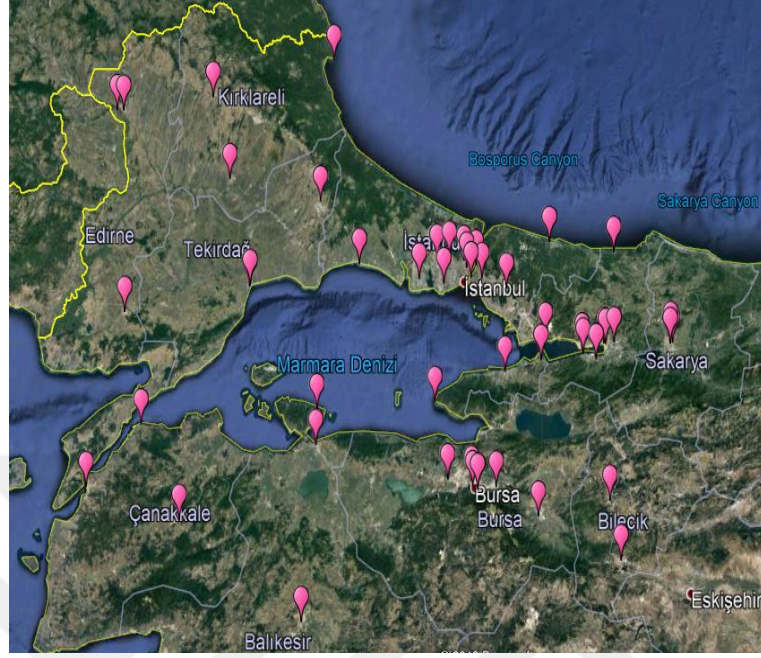 Kırklareli
Bosporus Canyon
Sakarya Canyon
Edirne
Tekirdağ
İstanbul
İstanbul
Marmara Denizi
Sakarya
Çanakkale
Bursa
Bursa
Bilecik
Eskişehir
Balıkesir